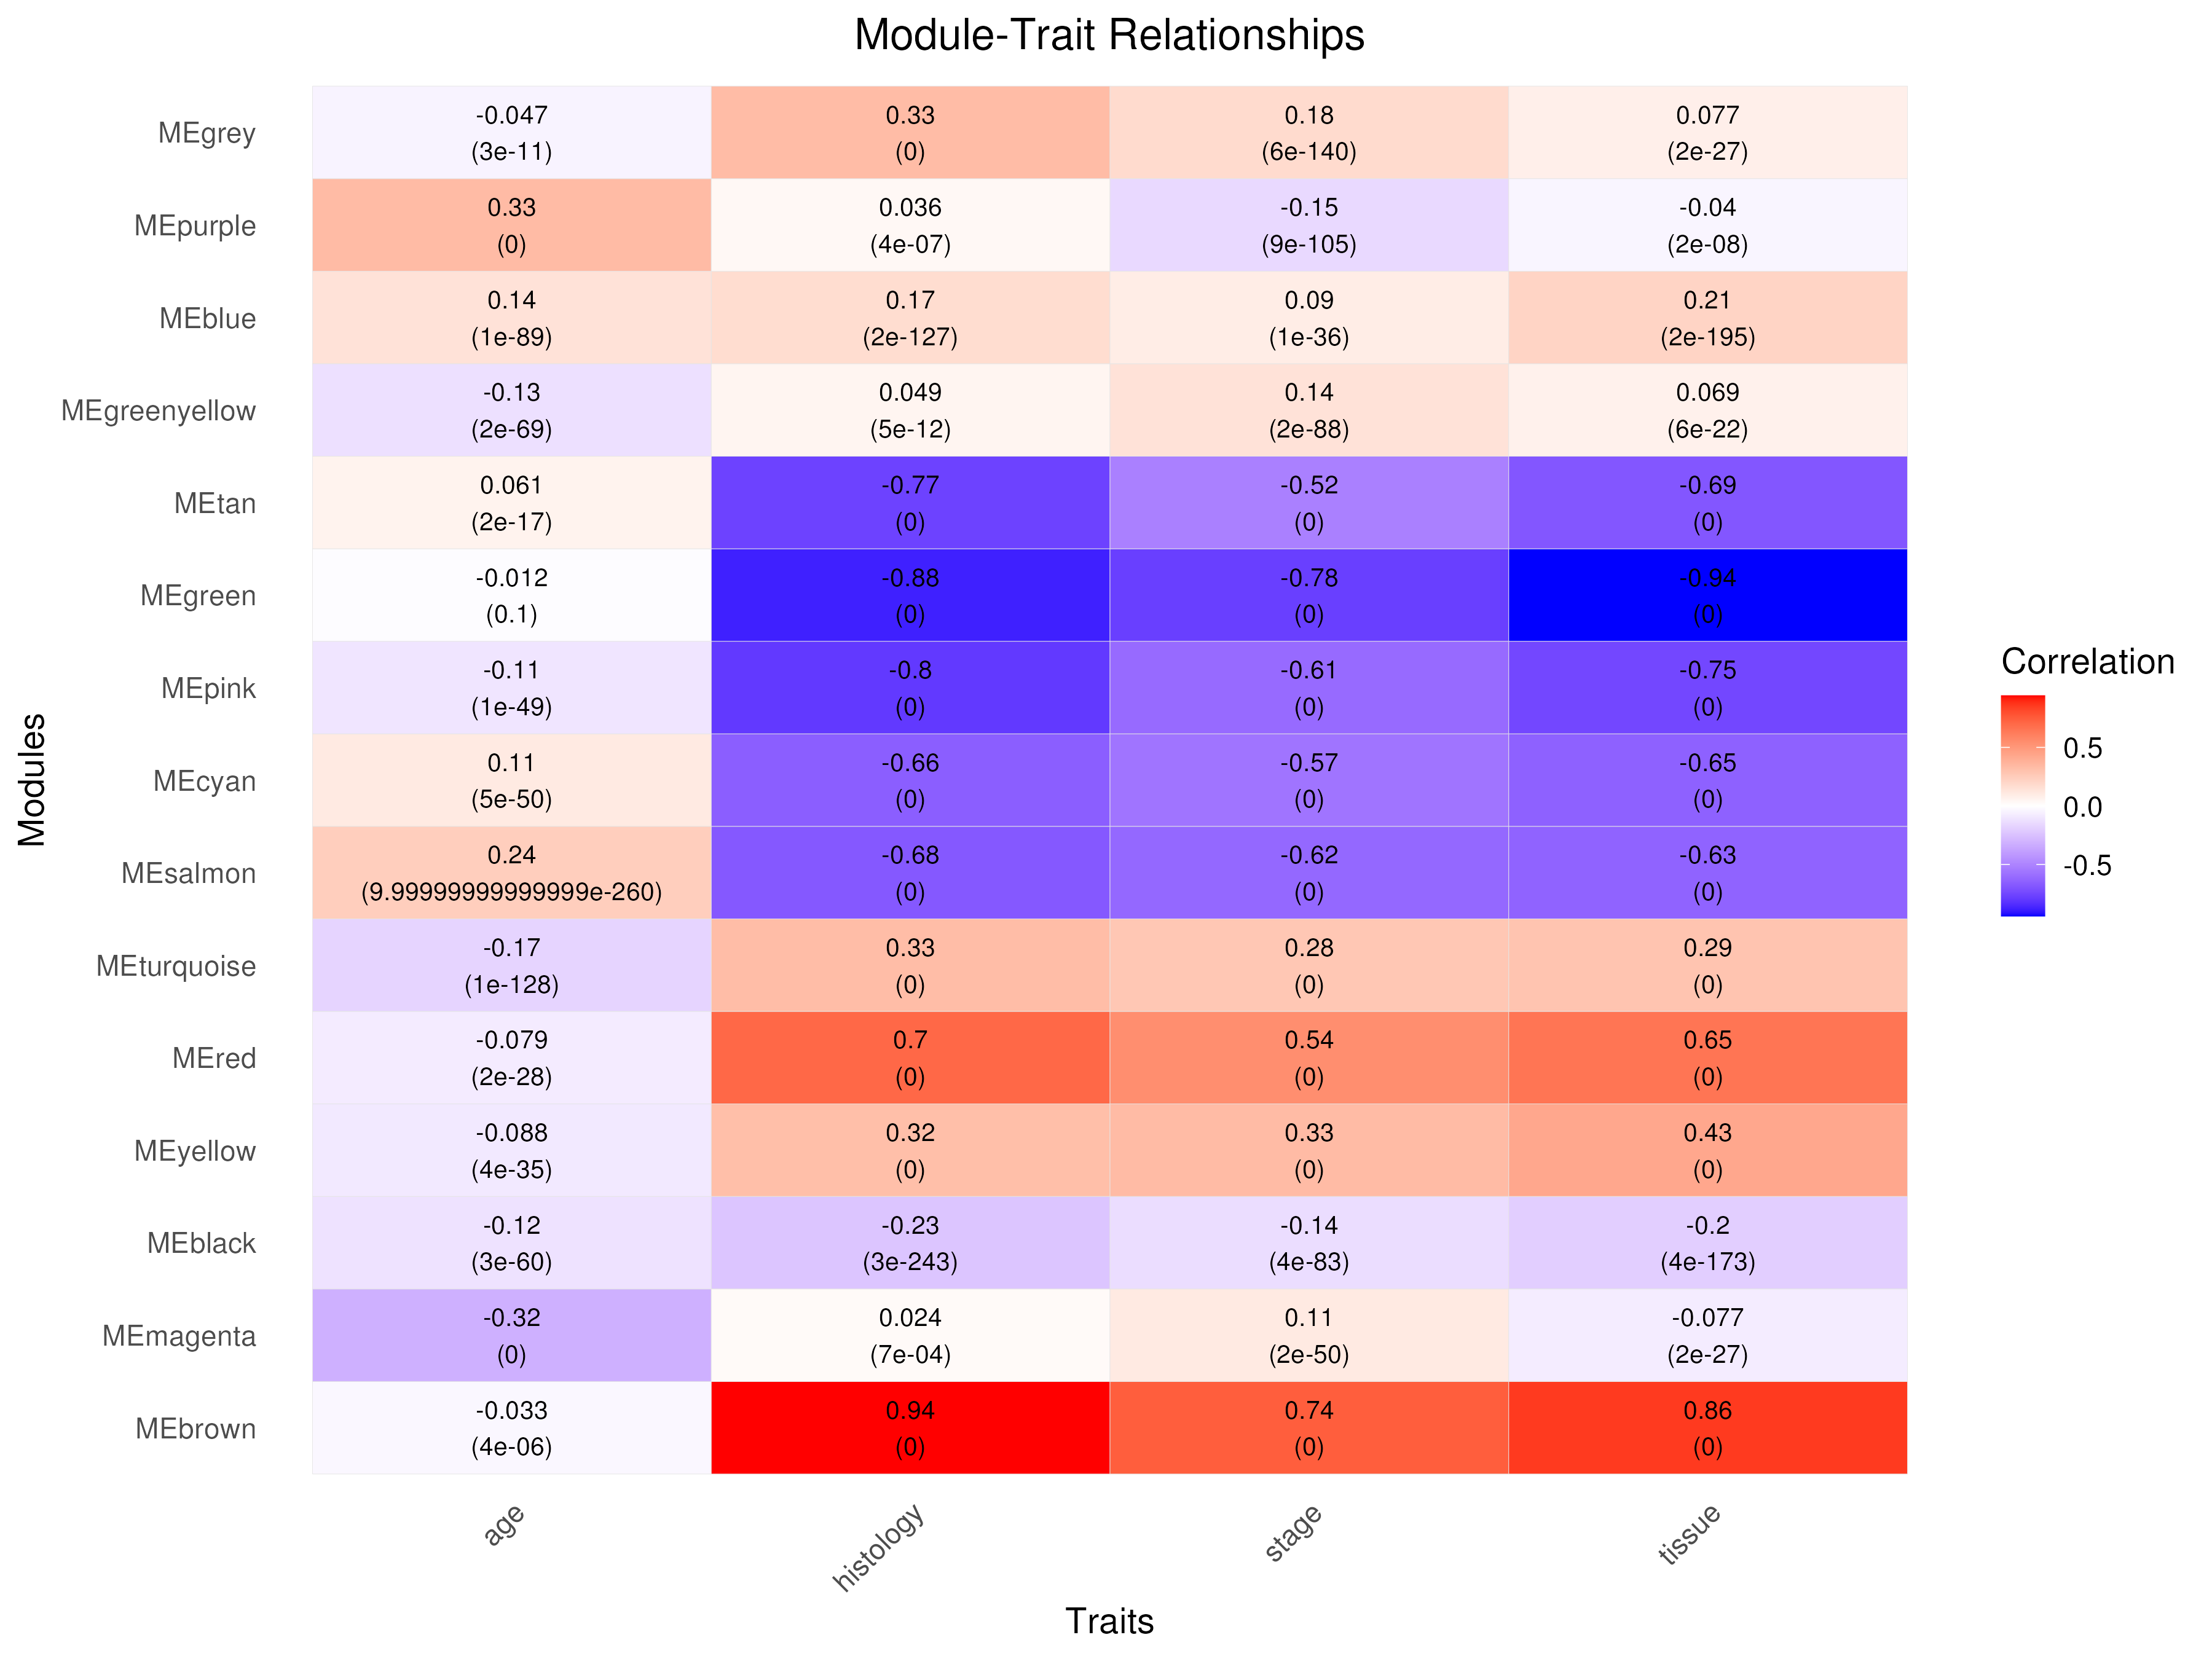 Module-Trait Relationships
MEgrey
-0.047
0.33
0.18
0.077
(3e-11)
(0)
(6e-140)
(2e-27)
MEpurple
0.33
0.036
-0.15
-0.04
(0)
(4e-07)
(9e-105)
(2e-08)
MEblue
0.14
0.17
0.09
0.21
(1e-89)
(2e-127)
(1e-36)
(2e-195)
MEgreenyellow
-0.13
0.049
0.14
0.069
(2e-69)
(5e-12)
(2e-88)
(6e-22)
MEtan
0.061
-0.77
-0.52
-0.69
(2e-17)
(0)
(0)
(0)
MEgreen
-0.012
-0.88
-0.78
-0.94
(0.1)
(0)
(0)
(0)
MEpink
-0.11
-0.8
-0.61
-0.75
(1e-49)
(0)
(0)
(0)
MEcyan
0.11
-0.66
-0.57
-0.65
(5e-50)
(0)
(0)
(0)
MEsalmon
0.24
-0.68
-0.62
-0.63
(9.99999999999999e-260)
(0)
(0)
(0)
MEturquoise
-0.17
0.33
0.28
0.29
(1e-128)
(0)
(0)
(0)
MEred
-0.079
0.7
0.54
0.65
(2e-28)
(0)
(0)
(0)
MEyellow
-0.088
0.32
0.33
0.43
(4e-35)
(0)
(0)
(0)
MEblack
-0.12
-0.23
-0.14
-0.2
(3e-60)
(3e-243)
(4e-83)
(4e-173)
MEmagenta
-0.32
0.024
0.11
-0.077
(0)
(7e-04)
(2e-50)
(2e-27)
MEbrown
-0.033
0.94
0.74
0.86
(4e-06)
(0)
(0)
(0)
age
histology
stage
tissue
Traits
Modules
Correlation
0.5
0.0
-0.5